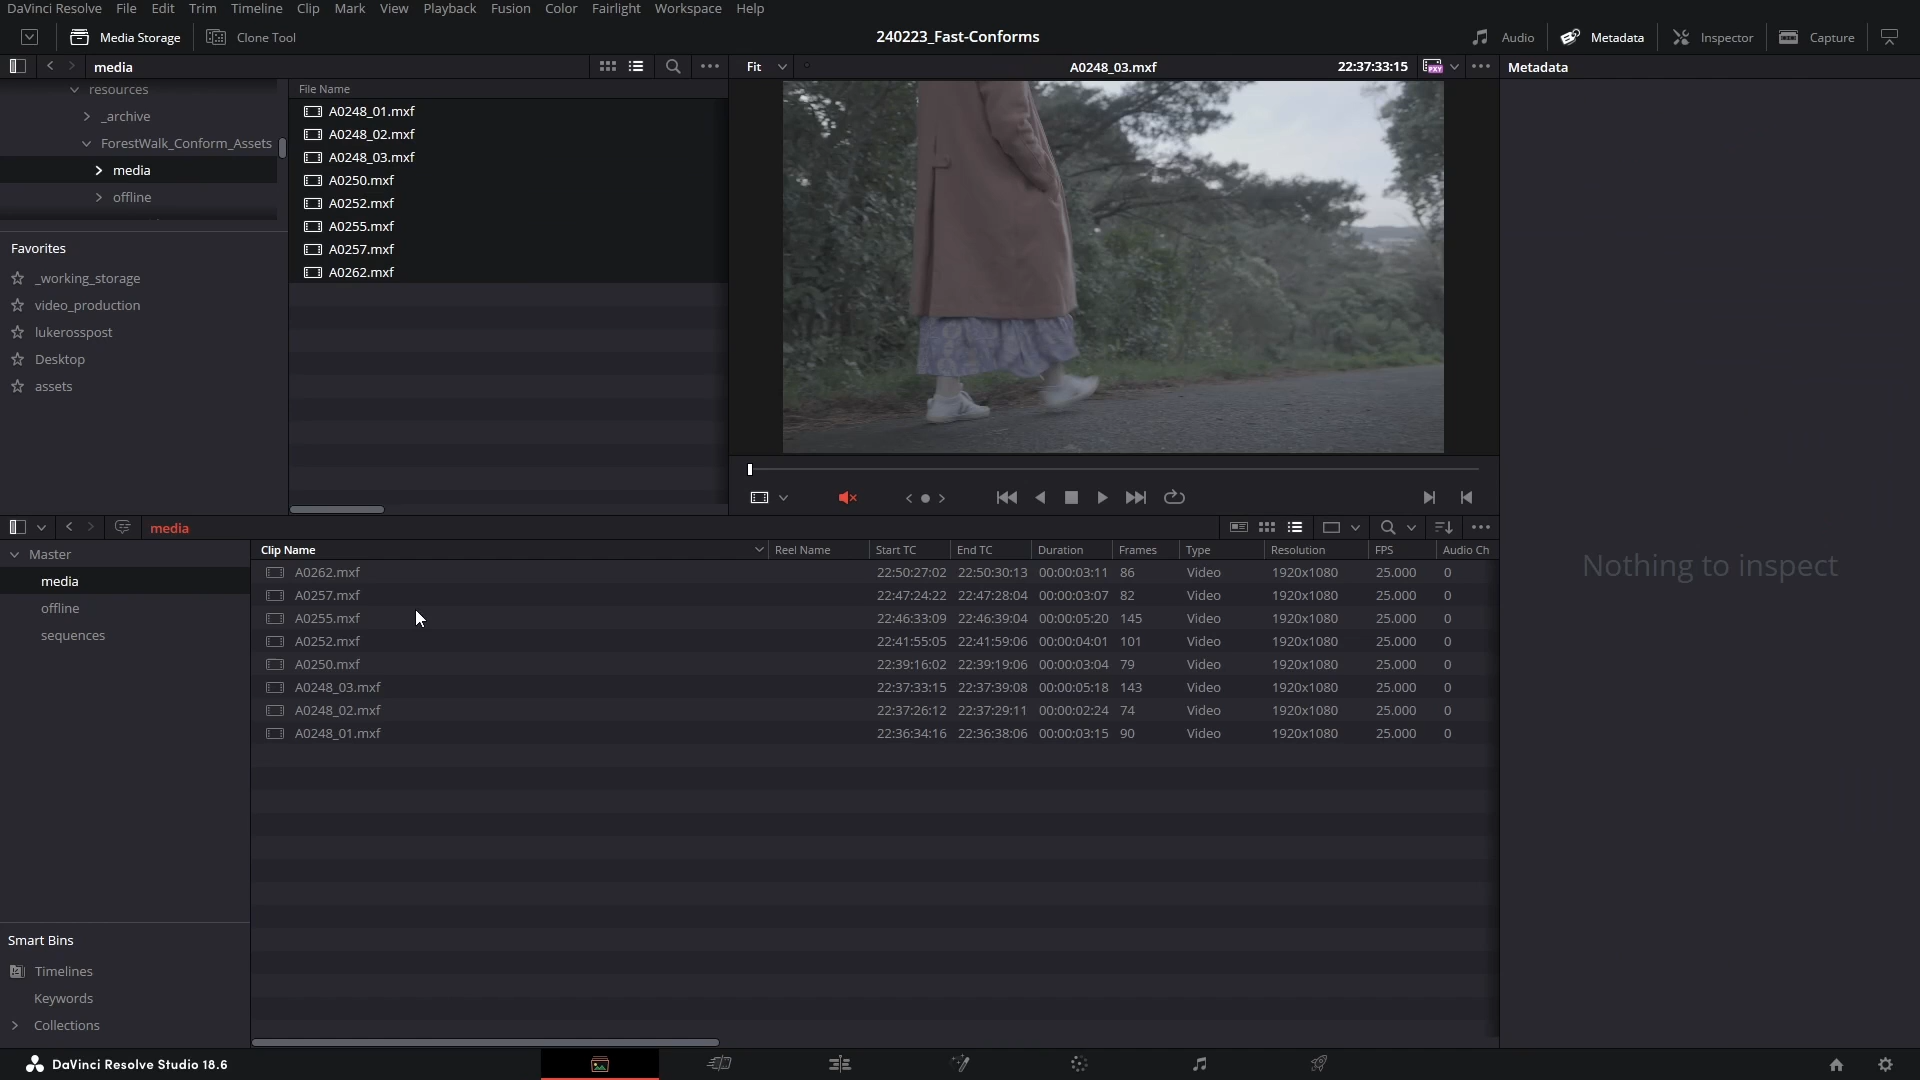 DaVinci Resolve File Edit Trim Timeline Clip Mark View Playback Fusion Color Fairlight Workspace Help
Media Storage Clone Tool 240223_Fast-Conforms Audio Metadata Inspector Capture
media Fit A0248_03.mxf 22:37:33:15 PXY Metadata
resources
_archive
ForestWalk_Conform_Assets
media
offline
Favorites
_working_storage
video_production
lukerosspost
Desktop
assets
File Name
A0248_01.mxf
A0248_02.mxf
A0248_03.mxf
A0250.mxf
A0252.mxf
A0255.mxf
A0257.mxf
A0262.mxf
media
Master
media
offline
sequences
Smart Bins
Timelines
Keywords
Collections
Clip Name Reel Name Start TC End TC Duration Frames Type Resolution FPS Audio Ch
A0262.mxf 22:50:27:02 22:50:30:13 00:00:03:11 86 Video 1920x1080 25.000 0
A0257.mxf 22:47:24:22 22:47:28:04 00:00:03:07 82 Video 1920x1080 25.000 0
A0255.mxf 22:46:33:09 22:46:39:04 00:00:05:20 145 Video 1920x1080 25.000 0
A0252.mxf 22:41:55:05 22:41:59:06 00:00:04:01 101 Video 1920x1080 25.000 0
A0250.mxf 22:39:16:02 22:39:19:06 00:00:03:04 79 Video 1920x1080 25.000 0
A0248_03.mxf 22:37:33:15 22:37:39:08 00:00:05:18 143 Video 1920x1080 25.000 0
A0248_02.mxf 22:37:26:12 22:37:29:11 00:00:02:24 74 Video 1920x1080 25.000 0
A0248_01.mxf 22:36:34:16 22:36:38:06 00:00:03:15 90 Video 1920x1080 25.000 0
Nothing to inspect
DaVinci Resolve Studio 18.6